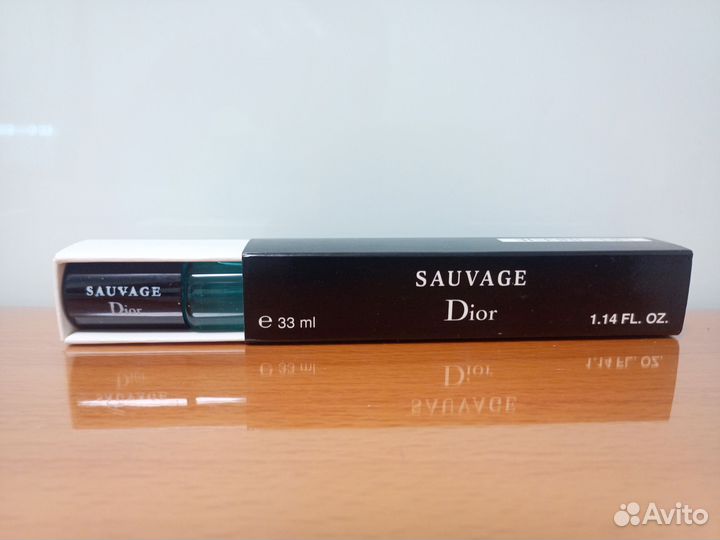 SAUVAGE
Dior
SAUVAGE
Dior
℮ 33 ml
1.14 FL. OZ.
Avito